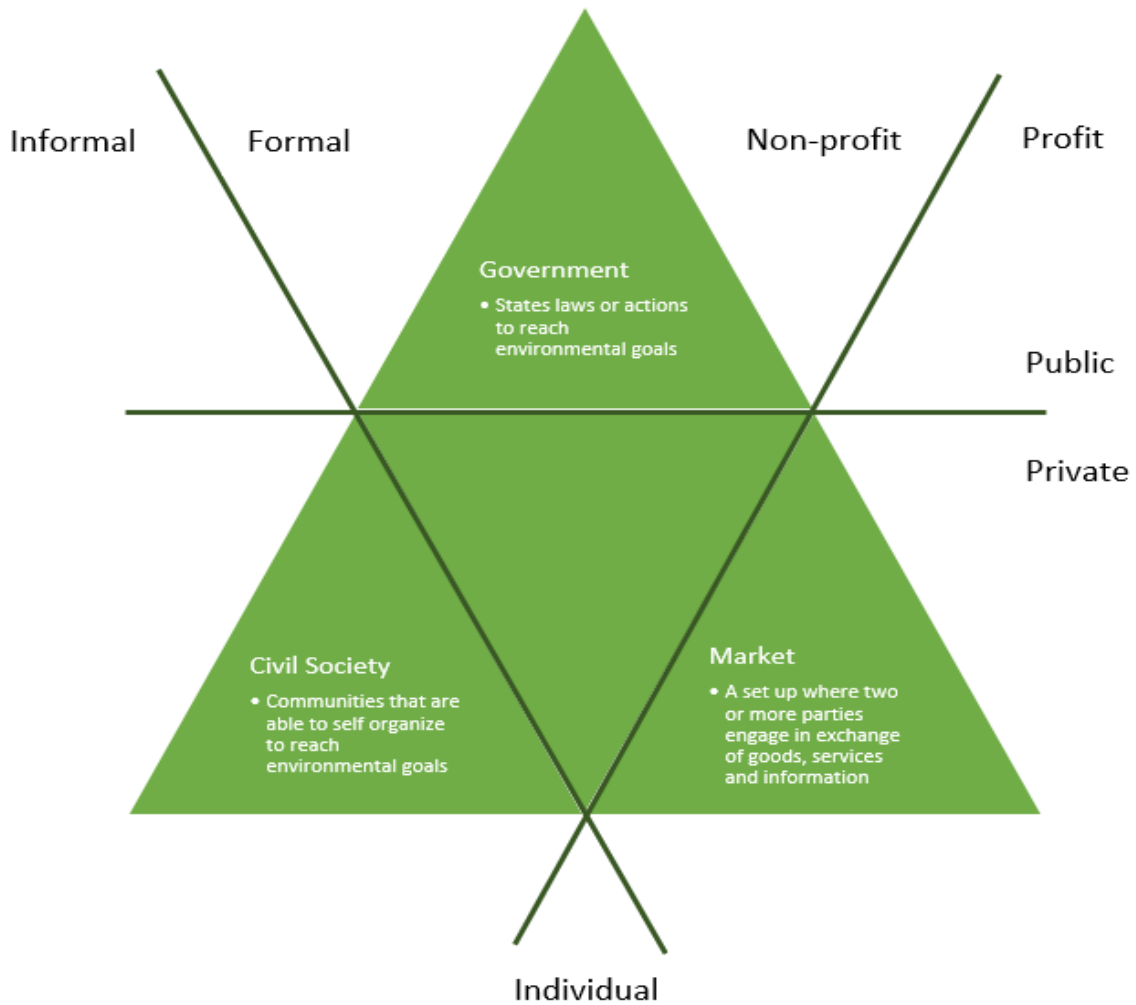 Informal
Formal
Non-profit
Profit
Government
• States laws or actions
to reach
environmental goals
Public
Private
Civil Society
• Communities that are
able to self organize
to reach
environmental goals
Market
• A set up where two
or more parties
engage in exchange
of goods, services
and information
Individual